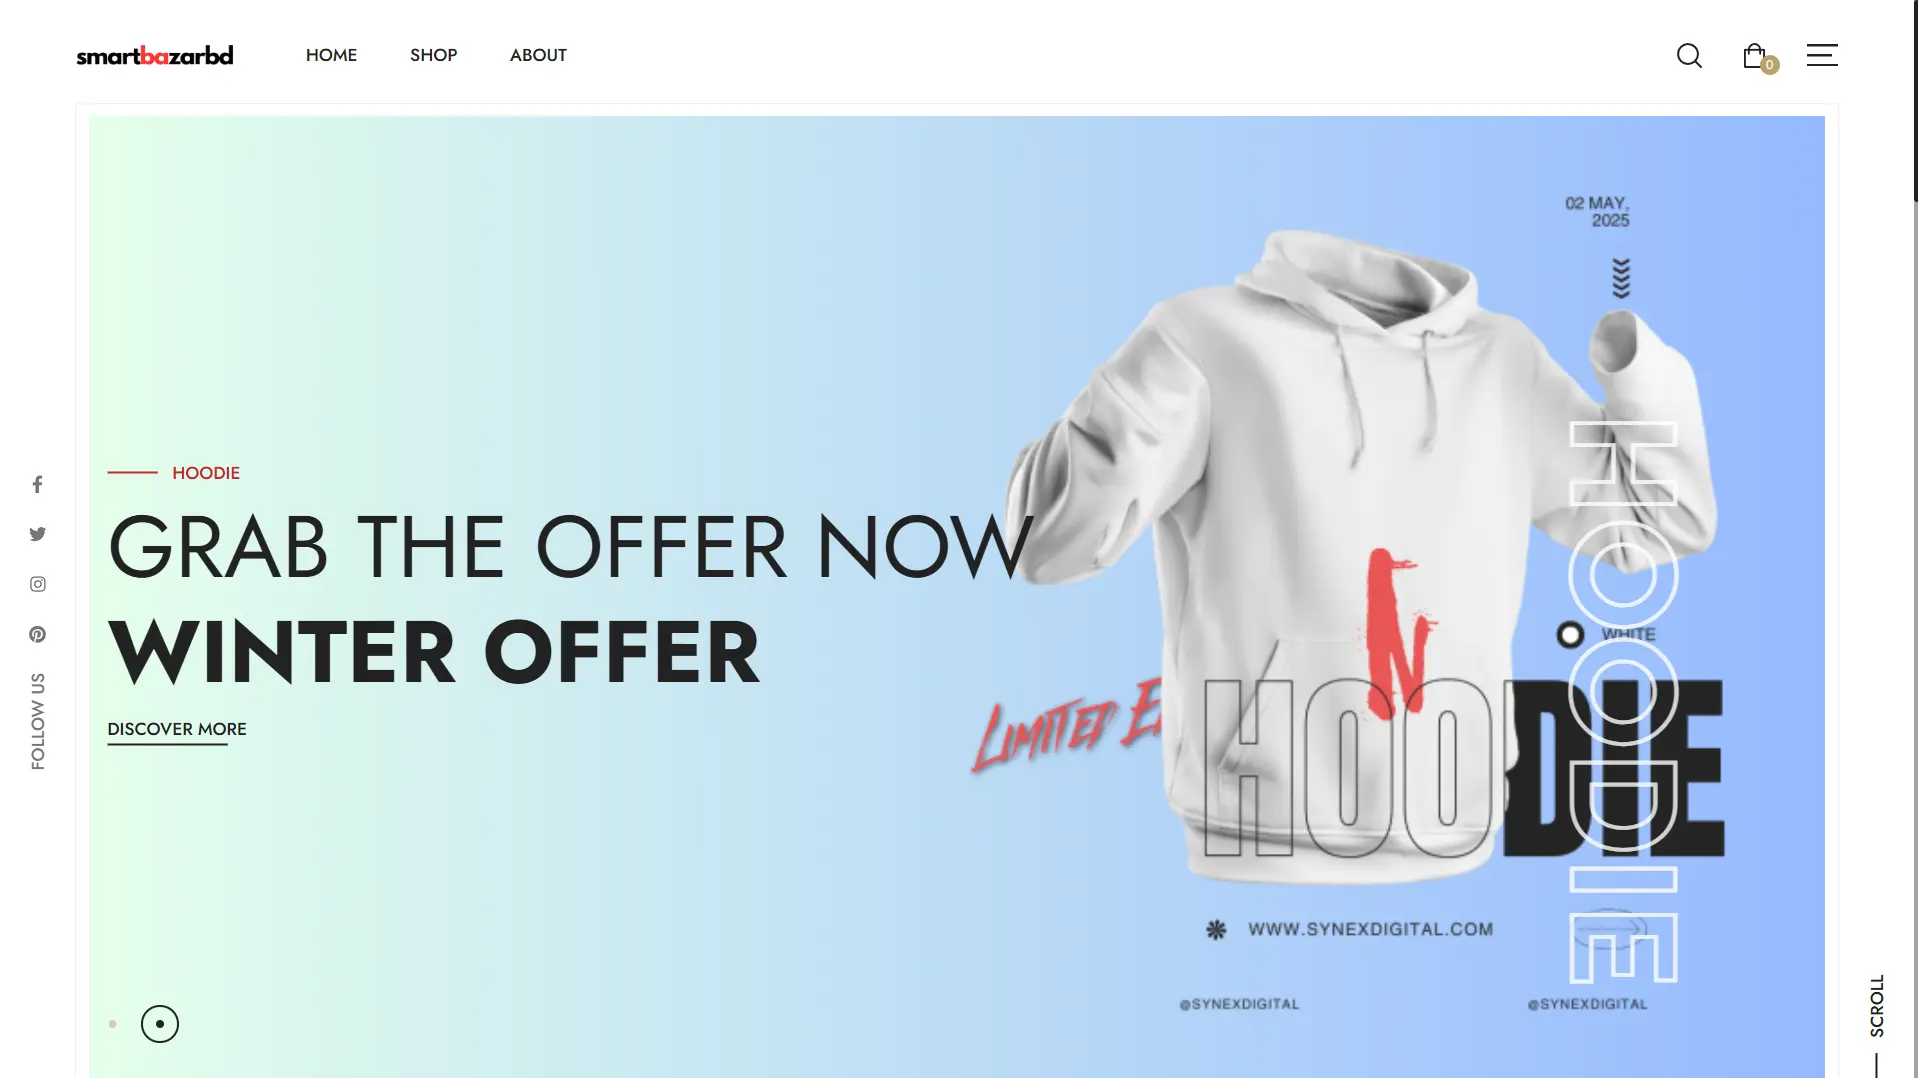 smartbazarbd
HOME
SHOP
ABOUT
0
02 MAY,
2025
HOODIE
GRAB THE OFFER NOW
WINTER OFFER
DISCOVER MORE
LIMITED E
N
WHITE
HOODIE
HOODIE
WWW.SYNEXDIGITAL.COM
@SYNEXDIGITAL
@SYNEXDIGITAL
FOLLOW US
SCROLL